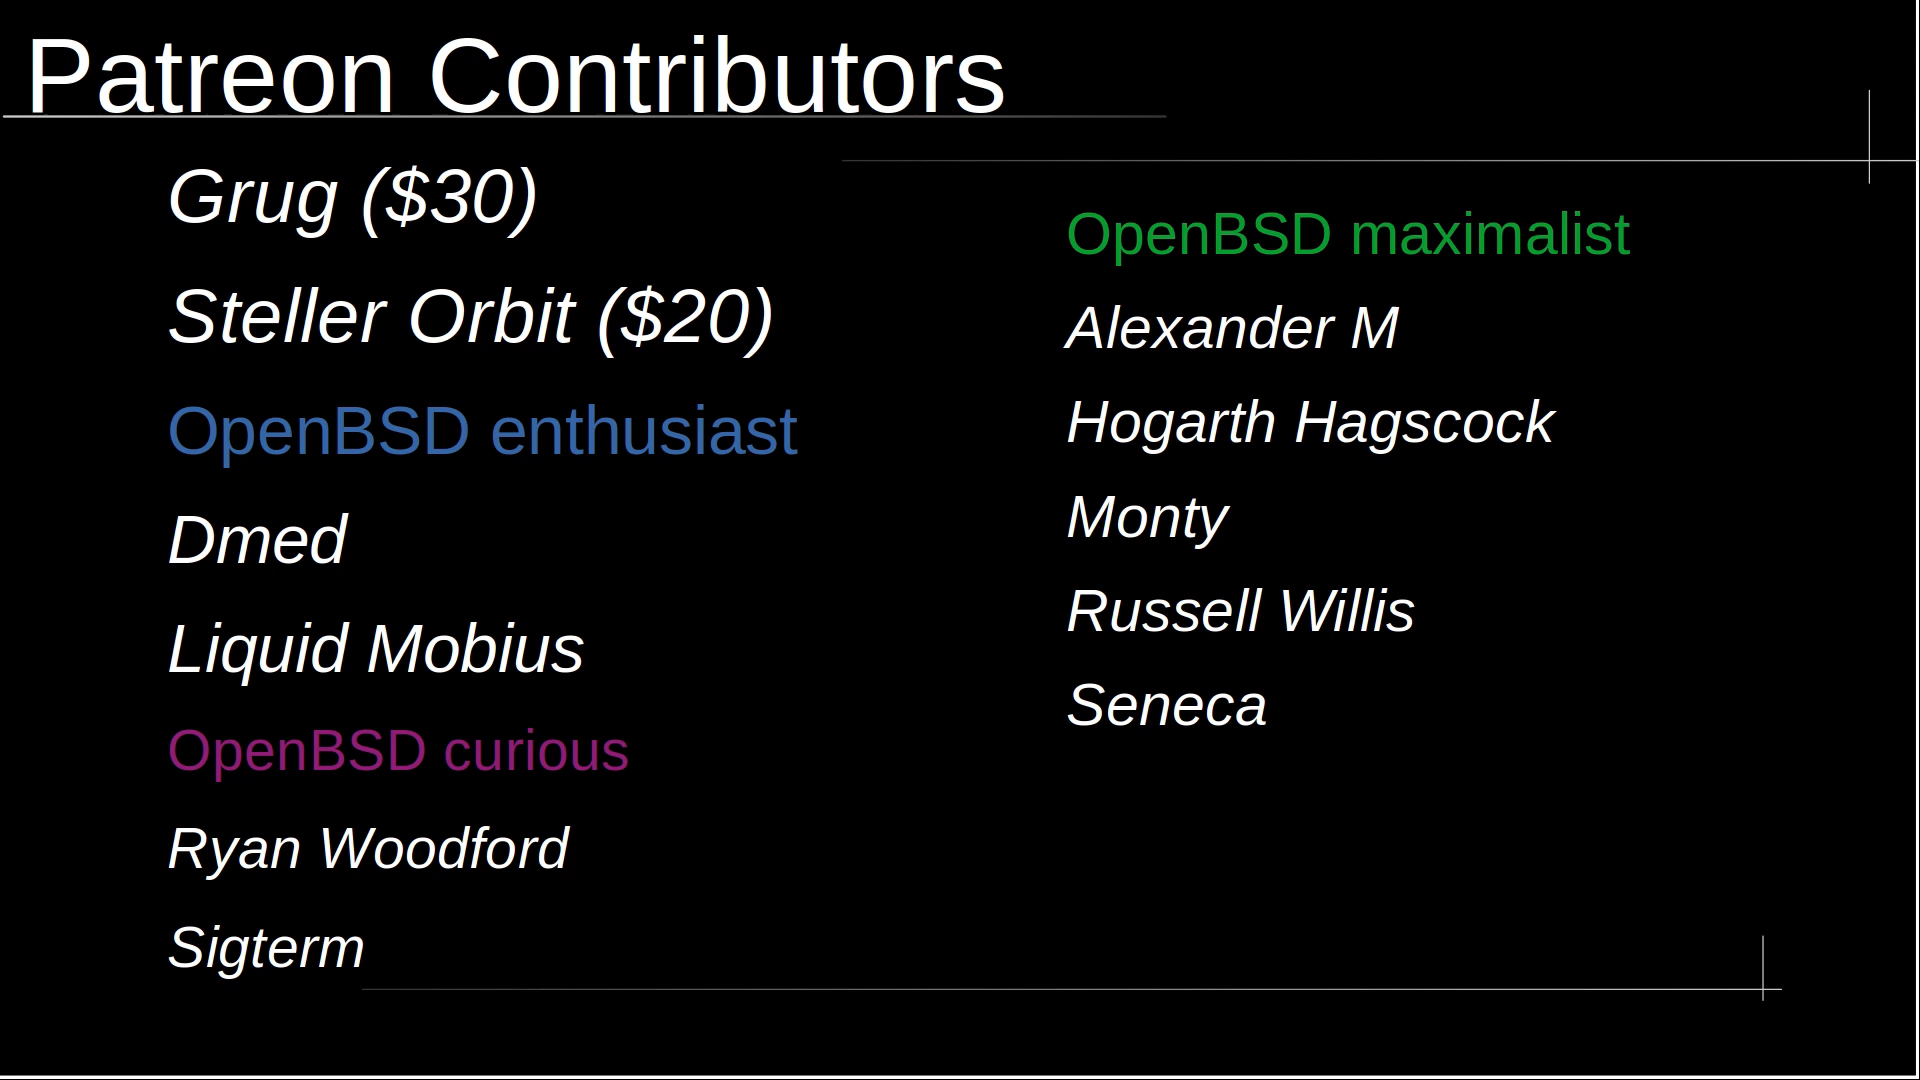 Patreon Contributors
Grug ($30)
Steller Orbit ($20)
OpenBSD enthusiast
Dmed
Liquid Mobius
OpenBSD curious
Ryan Woodford
Sigterm
OpenBSD maximalist
Alexander M
Hogarth Hagscock
Monty
Russell Willis
Seneca